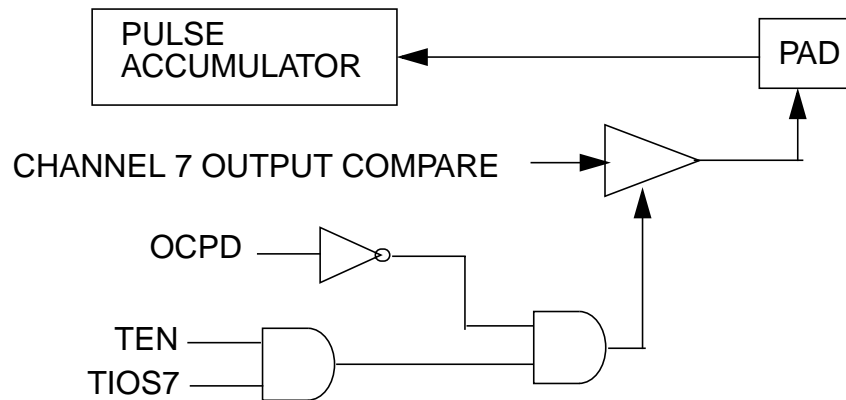 PULSE
ACCUMULATOR
PAD
CHANNEL 7 OUTPUT COMPARE
OCPD
TEN
TIOS7